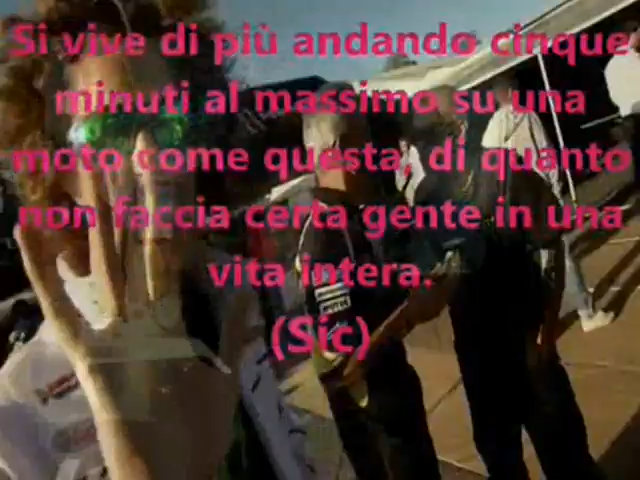 Si vive di più andando cinque
minuti al massimo su una
moto come questa, di quanto
non faccia certa gente in una
vita intera.
(Sic)